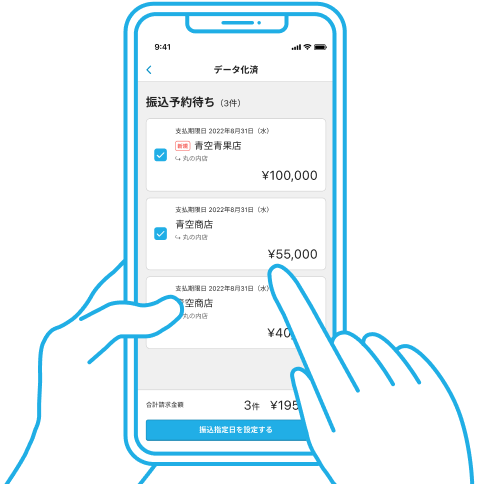 9:41
データ化済
振込予約待ち（3件）
支払期限日 2022年8月31日（水）
新規 青空青果店
丸の内店
¥100,000
支払期限日 2022年8月31日（水）
青空商店
丸の内店
¥55,000
支払期限日 2022年8月31日（水）
空商店
丸の内店
¥40,
合計請求金額 3件 ¥195
振込指定日を設定する